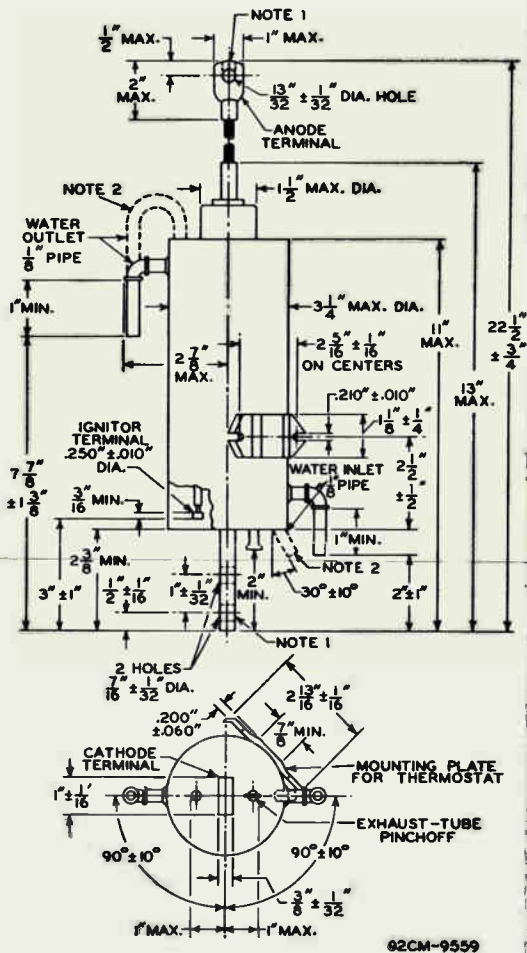 NOTE 1
1/2" MAX.
1" MAX.
2" MAX.
13/32" ± 1/32" DIA. HOLE
ANODE
TERMINAL
NOTE 2
1 1/2" MAX. DIA.
WATER
OUTLET
1/8" PIPE
1" MIN.
3 1/4" MAX. DIA.
11" MAX.
22 1/2" ± 3/4"
13" MAX.
2 7/8" MAX.
2 5/16" ± 1/16"
ON CENTERS
.210" ± .010"
1 1/8" ± 1/4"
IGNITOR
TERMINAL
.250" ± .010"
DIA.
WATER INLET
1/8" PIPE
2 1/2" ± 1/2"
7 7/8" ± 1 3/8"
3/16" MIN.
1" MIN.
2 3/8" MIN.
NOTE 2
3" ± 1"
1/2" ± 1/16"
1" ± 1/32"
2" MIN.
30° ± 10°
2" ± 1"
NOTE 1
2 HOLES
7/16" ± 1/32" DIA.
2 13/16" ± 1/16"
.200"
± .060"
7/8" MIN.
CATHODE
TERMINAL
MOUNTING PLATE
FOR THERMOSTAT
1" ± 1/16'
EXHAUST-TUBE
PINCHOFF
90° ± 10°
90° ± 10°
3/8" ± 1/32"
1" MAX.
1" MAX.
92CM-9559